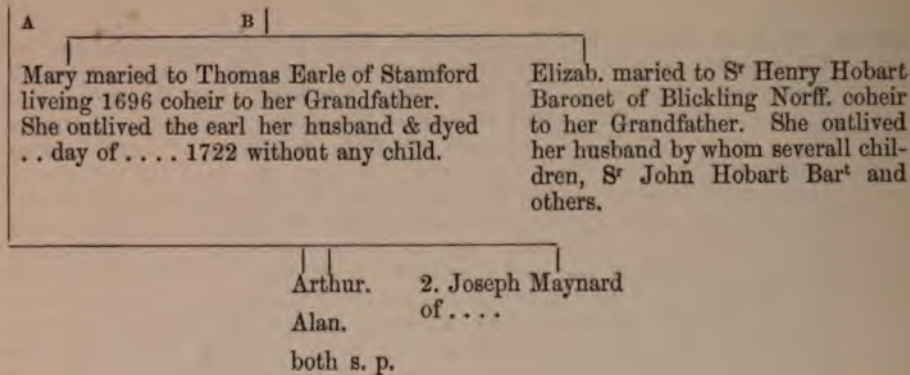 A B
Mary maried to Thomas Earle of Stamford
liveing 1696 coheir to her Grandfather.
She outlived the earl her husband & dyed
. . day of . . . . 1722 without any child.
Elizab. maried to Sr Henry Hobart
Baronet of Blickling Norff. coheir
to her Grandfather. She outlived
her husband by whom severall chil-
dren, Sr John Hobart Bart and
others.
Arthur.
Alan.
both s. p.
2. Joseph Maynard
of . . . .